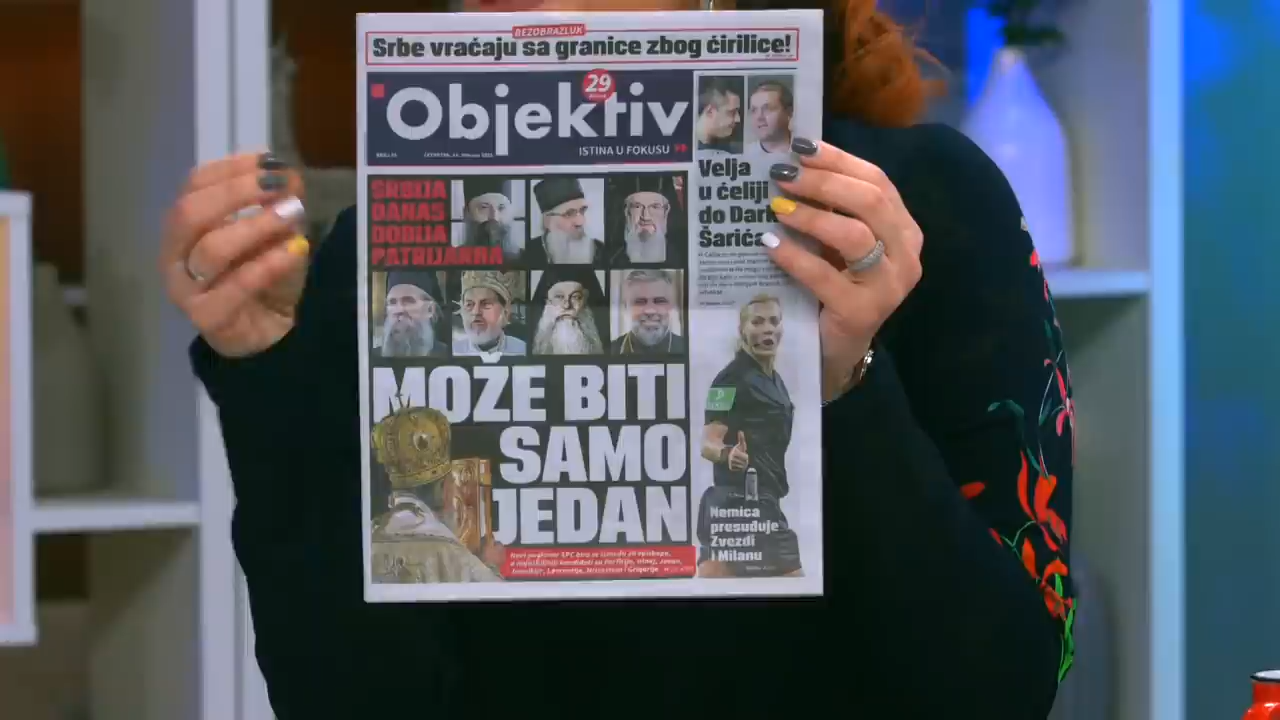 BEZOBRAZLUK
Srbe vraćaju sa granice zbog ćirilice!
29
Objektiv
ISTINA U FOKUSU
SRBIJA
DANAS
DOBIJA
PATRIJARHA
MOŽE BITI
SAMO
JEDAN
Velja
u ćeliji
do
Šarića
Nemica
presuđuje
Zvezdi
i Milanu